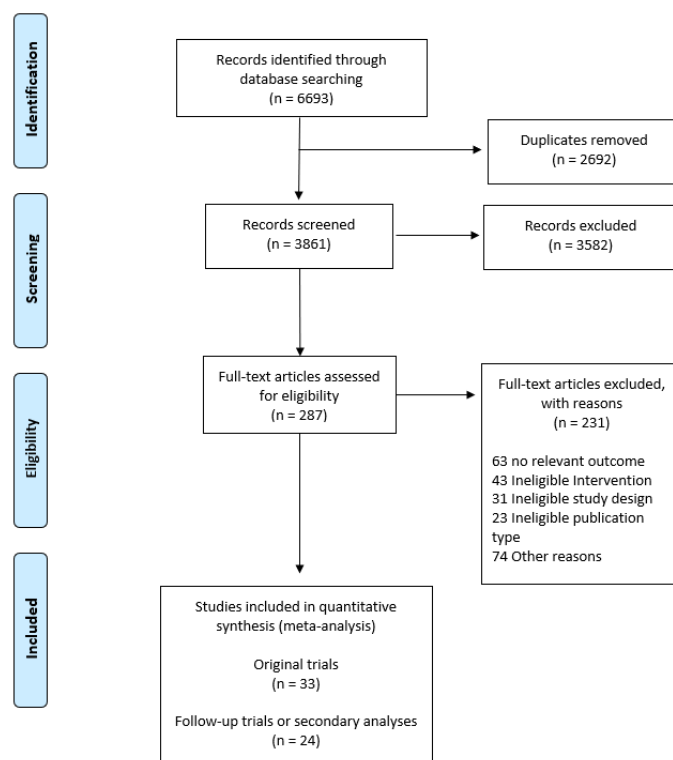 Identification
Records identified through
database searching
(n = 6693)
Duplicates removed
(n = 2692)
Screening
Records screened
(n = 3861)
Records excluded
(n = 3582)
Eligibility
Full-text articles assessed
for eligibility
(n = 287)
Full-text articles excluded,
with reasons
(n = 231)
63 no relevant outcome
43 Ineligible Intervention
31 Ineligible study design
23 Ineligible publication
type
74 Other reasons
Included
Studies included in quantitative
synthesis (meta-analysis)
Original trials
(n = 33)
Follow-up trials or secondary analyses
(n = 24)